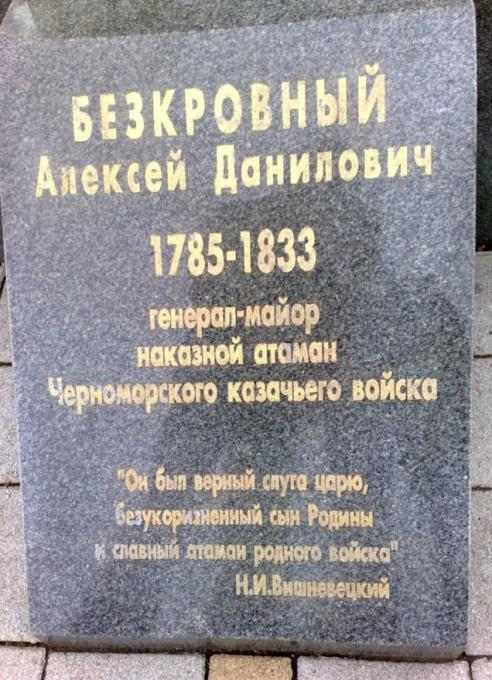 БЕЗКРОВНЫЙ
Алексей Данилович
1785-1833
генерал-майор
наказной атаман
Черноморского казачьего войска
"Он был верный слуга царю,
безукоризненный сын Родины
и славный атаман родного войска"
Н.И.Вишневецкий